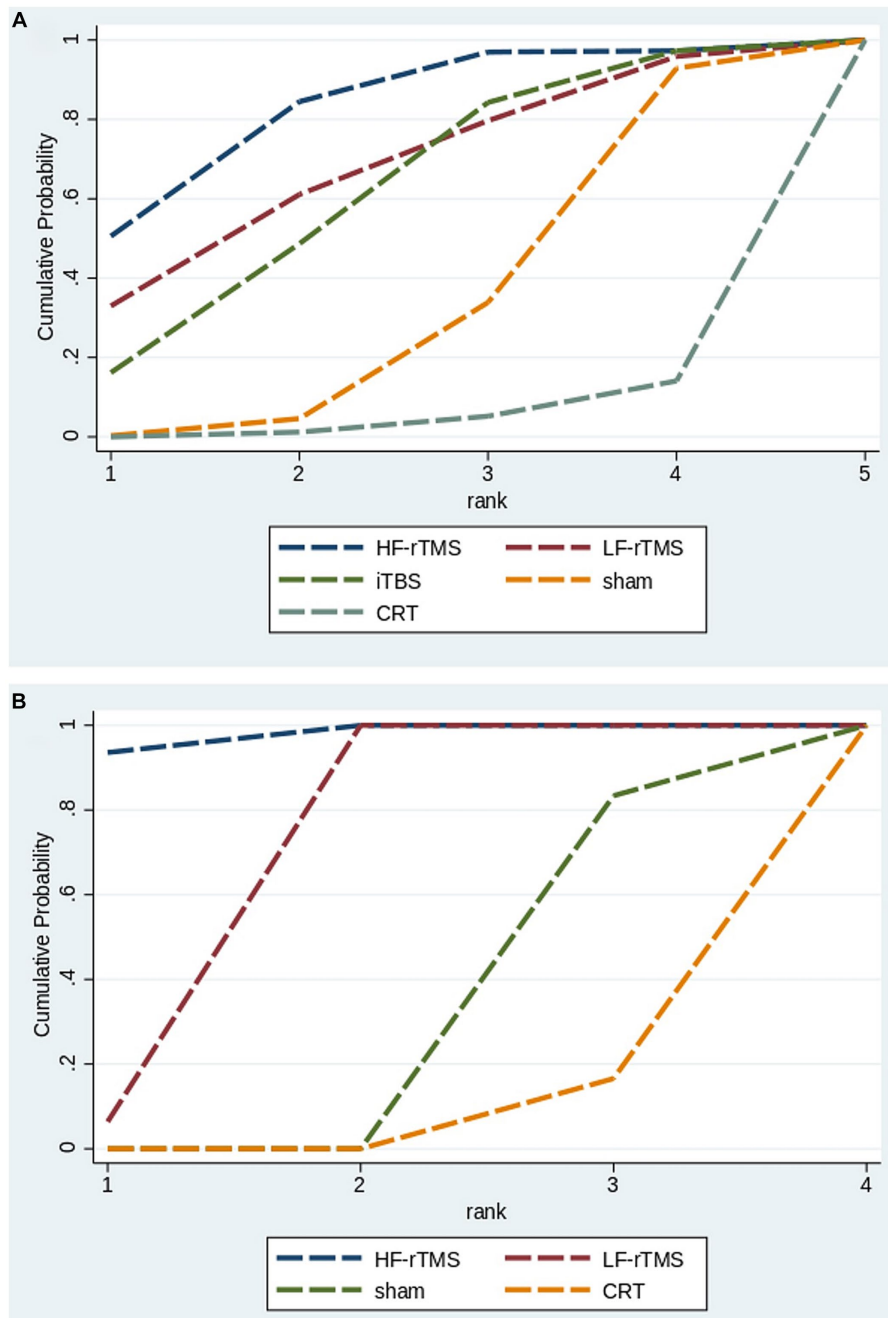 A
Cumulative Probability
1
.8
.6
.4
.2
0
1 2 3 4 5
rank
HF-rTMS LF-rTMS
iTBS sham
CRT
B
Cumulative Probability
1
.8
.6
.4
.2
0
1 2 3 4
rank
HF-rTMS LF-rTMS
sham CRT